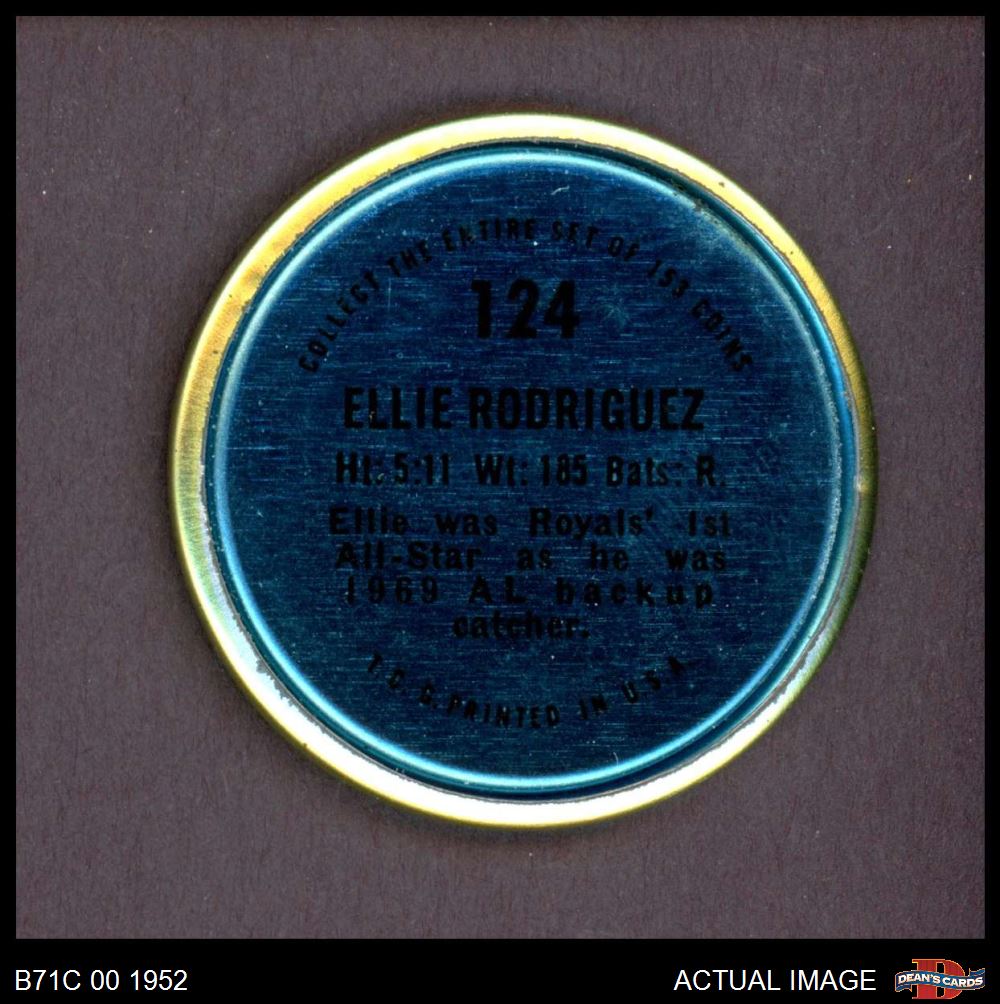 COLLECT THE ENTIRE SET OF 153 COINS
124
ELLIE RODRIGUEZ
Ht: 5:11 Wt: 185 Bats: R.
Ellie was Royals' 1st
All-Star as he was
1969 AL backup
catcher.
T.C.G. PRINTED IN U.S.A.
B71C 00 1952
ACTUAL IMAGE
D
DEAN'S CARDS